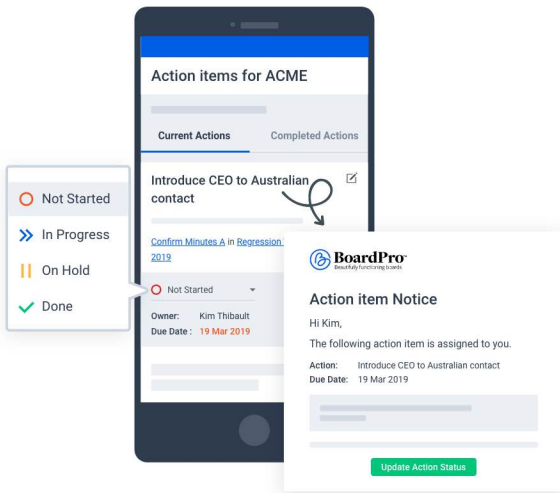 Action items for ACME
Current Actions
Completed Actions
Introduce CEO to Australian
contact
Confirm Minutes A in Regression
2019
Not Started
Owner: Kim Thibault
Due Date : 19 Mar 2019
Not Started
In Progress
On Hold
Done
BoardPro
Beautifully functioning boards
Action item Notice
Hi Kim,
The following action item is assigned to you.
Action: Introduce CEO to Australian contact
Due Date: 19 Mar 2019
Update Action Status